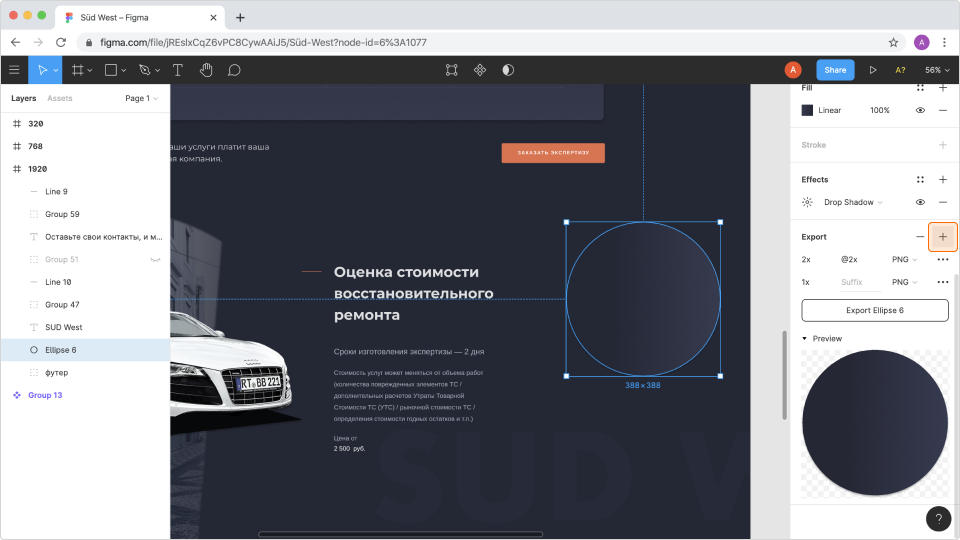 Süd West – Figma
figma.com/file/jREslxCqZ6vPC8CywAAiJ5/Süd-West?node-id=6%3A1077
A
A
Share
A?
56%
Layers
Assets
Page 1
320
768
1920
Line 9
Group 59
Оставьте свои контакты, и м...
Group 51
Line 10
Group 47
SUD West
Ellipse 6
футер
Group 13
аши услуги платит ваша
ая компания.
ЗАКАЗАТЬ ЭКСПЕРТИЗУ
Оценка стоимости
восстановительного
ремонта
Сроки изготовления экспертизы — 2 дня
Стоимость услуг может меняться от объема работ
(количества поврежденных элементов ТС /
дополнительных расчетов Утраты Товарной
Стоимости ТС (УТС) / рыночной стоимости ТС /
определения стоимости годных остатков и т.п.)
Цена от
2 500 руб.
RT BB 221
388 × 388
SUD W
Fill
Linear
100%
Stroke
Effects
Drop Shadow
Export
2x
@2x
PNG
1x
Suffix
PNG
Export Ellipse 6
Preview
?